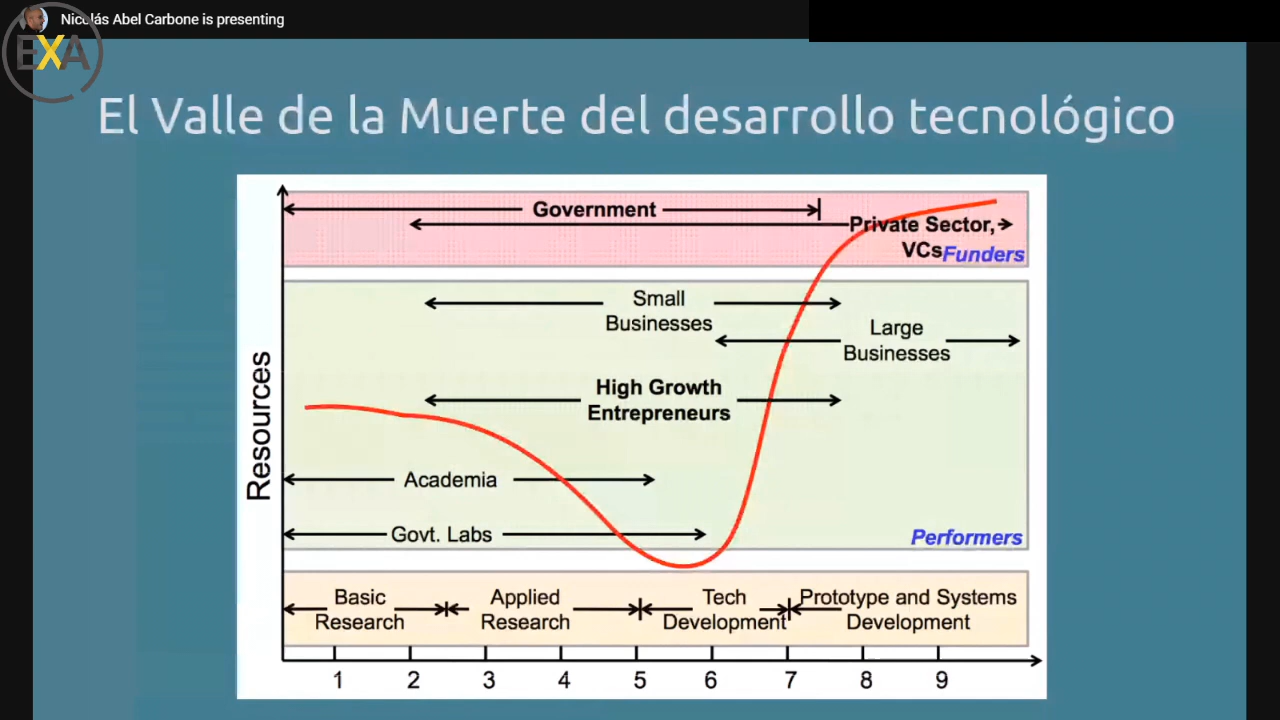 Nicolás Abel Carbone is presenting
EXA
El Valle de la Muerte del desarrollo tecnológico
Government
Private Sector,
VCs
Funders
Small
Businesses
Large
Businesses
High Growth
Entrepreneurs
Resources
Academia
Govt. Labs
Performers
Basic
Research
Applied
Research
Tech
Development
Prototype and Systems
Development
1 2 3 4 5 6 7 8 9